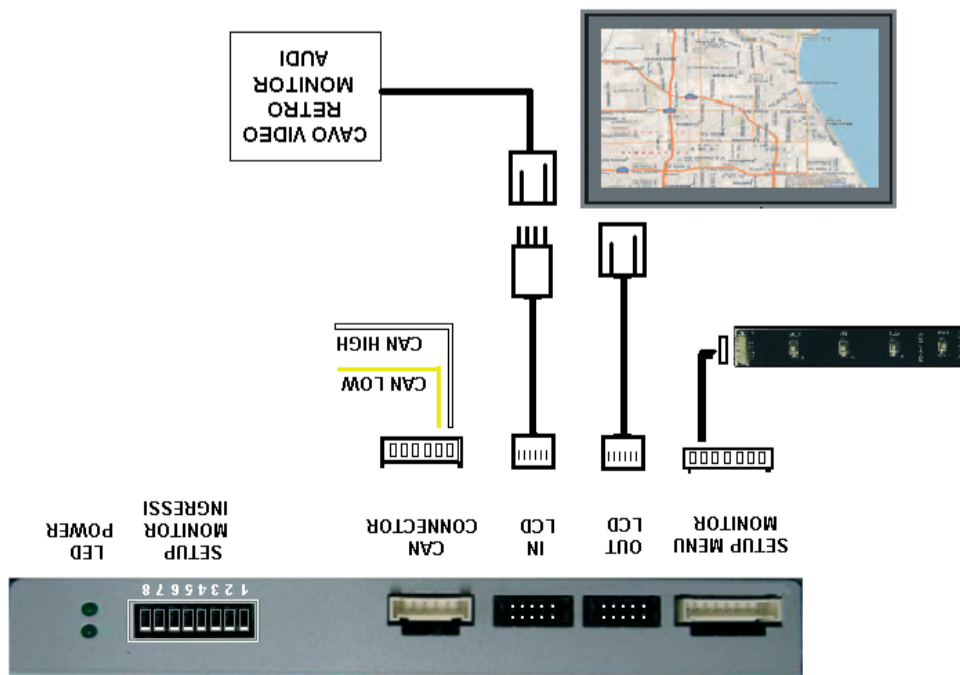 1 2 3 4 5 6 7 8
SETUP MENU
MONITOR
OUT
LCD
IN
LCD
CAN
CONNECTOR
SETUP
MONITOR
INGRESSI
LED
POWER
CAN LOW
CAN HIGH
CAVO VIDEO
RETRO
MONITOR
AUDI